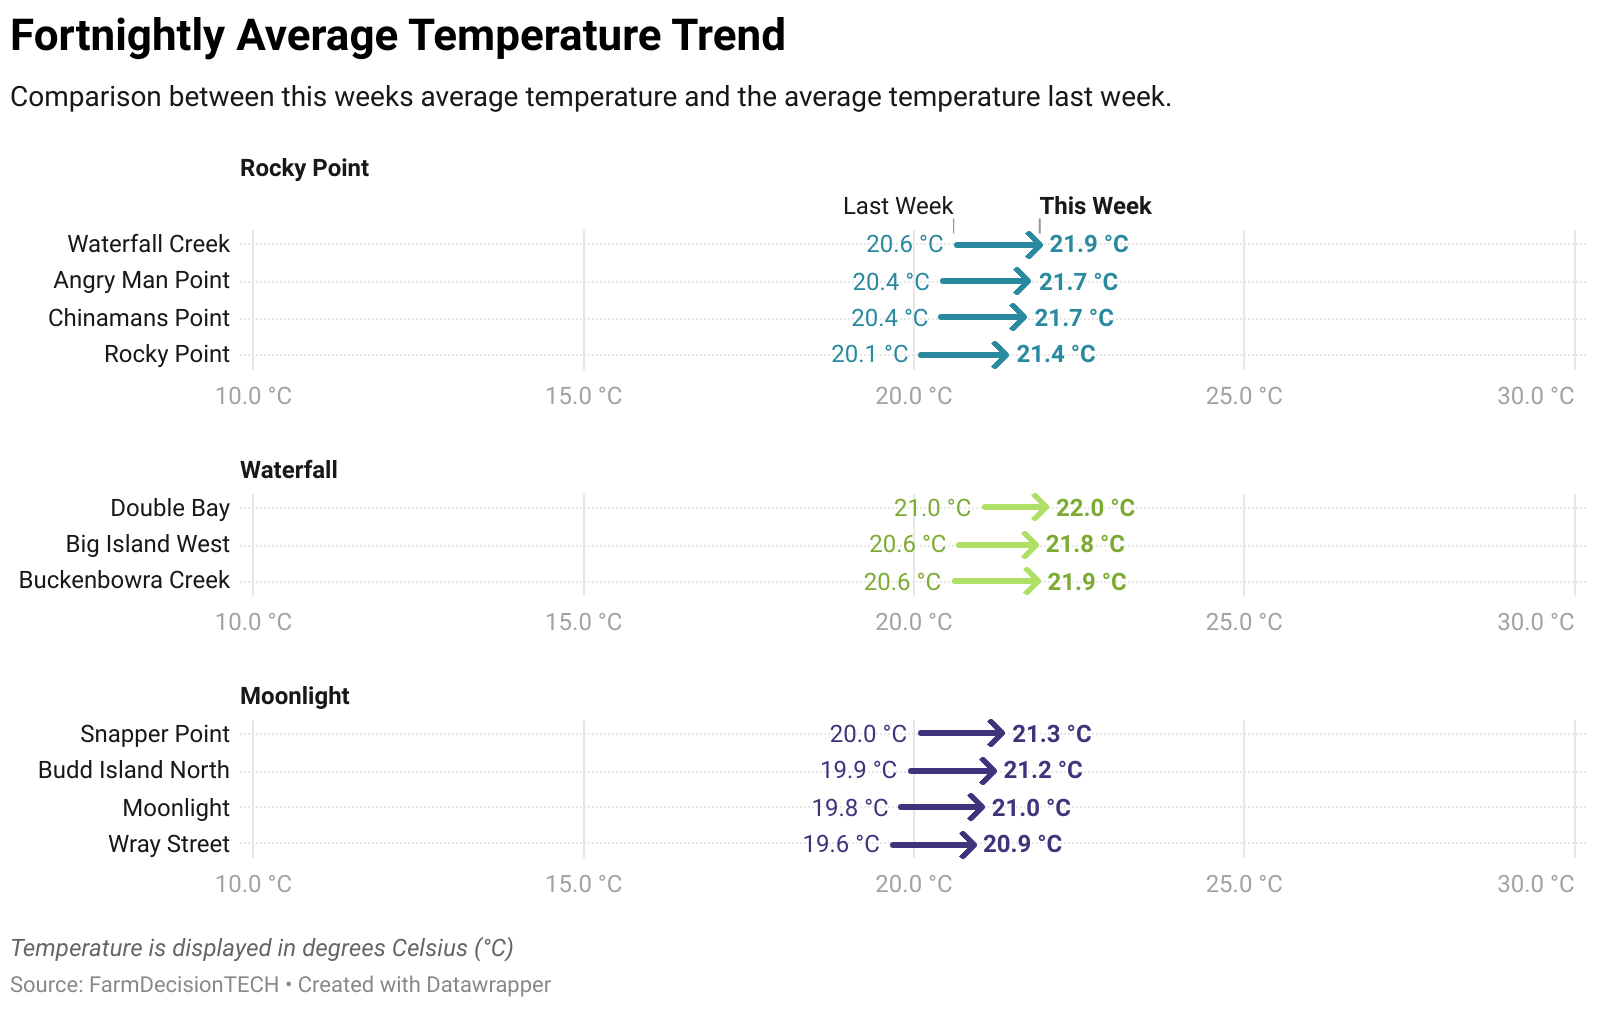 Fortnightly Average Temperature Trend
Comparison between this weeks average temperature and the average temperature last week.
Rocky Point
Last Week This Week
Waterfall Creek 20.6 °C 21.9 °C
Angry Man Point 20.4 °C 21.7 °C
Chinamans Point 20.4 °C 21.7 °C
Rocky Point 20.1 °C 21.4 °C
10.0 °C 15.0 °C 20.0 °C 25.0 °C 30.0 °C
Waterfall
Double Bay 21.0 °C 22.0 °C
Big Island West 20.6 °C 21.8 °C
Buckenbowra Creek 20.6 °C 21.9 °C
10.0 °C 15.0 °C 20.0 °C 25.0 °C 30.0 °C
Moonlight
Snapper Point 20.0 °C 21.3 °C
Budd Island North 19.9 °C 21.2 °C
Moonlight 19.8 °C 21.0 °C
Wray Street 19.6 °C 20.9 °C
10.0 °C 15.0 °C 20.0 °C 25.0 °C 30.0 °C
Temperature is displayed in degrees Celsius (°C)
Source: FarmDecisionTECH • Created with Datawrapper